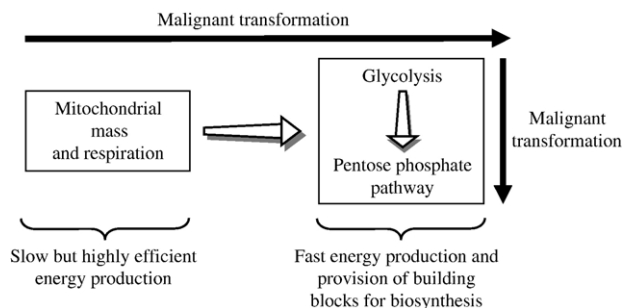 Malignant transformation
Mitochondrial
mass
and respiration
Glycolysis
Pentose phosphate
pathway
Malignant
transformation
Slow but highly efficient
energy production
Fast energy production and
provision of building
blocks for biosynthesis